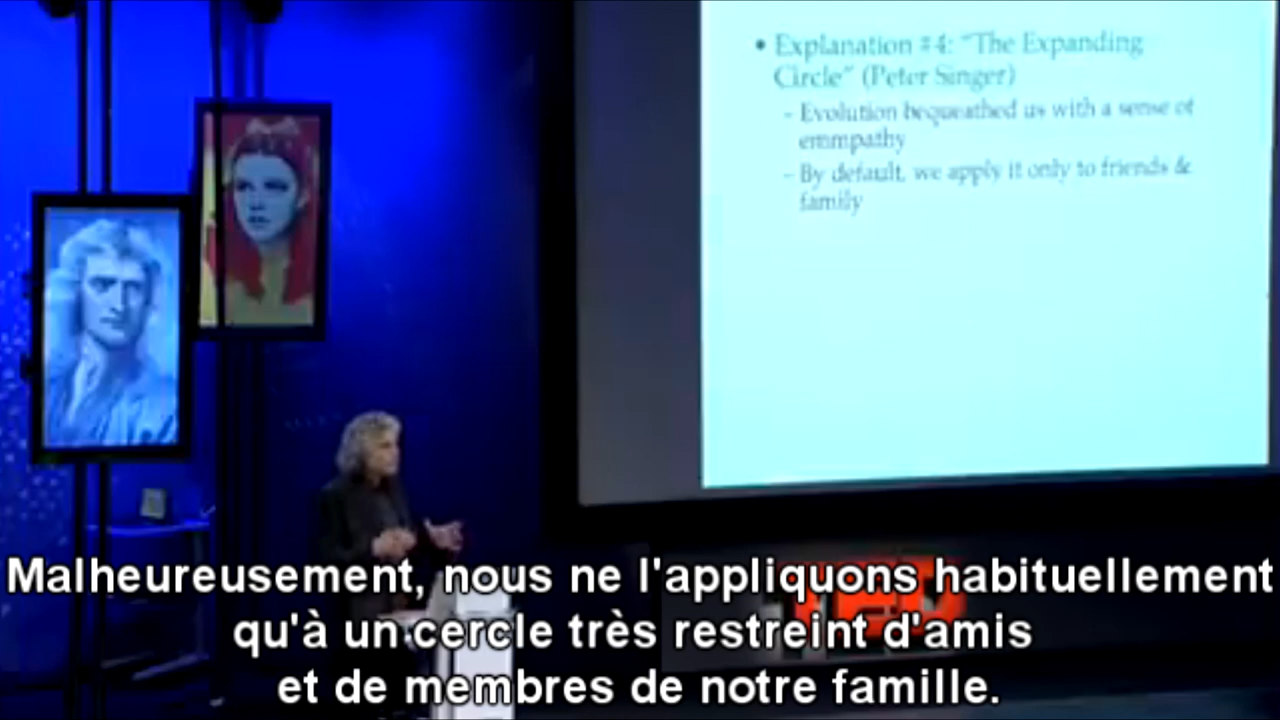 • Explanation #4: "The Expanding
Circle" (Peter Singer)
- Evolution bequeathed us with a sense of
emmpathy
- By default, we apply it only to friends &
family
TED
Malheureusement, nous ne l'appliquons habituellement
qu'à un cercle très restreint d'amis
et de membres de notre famille.